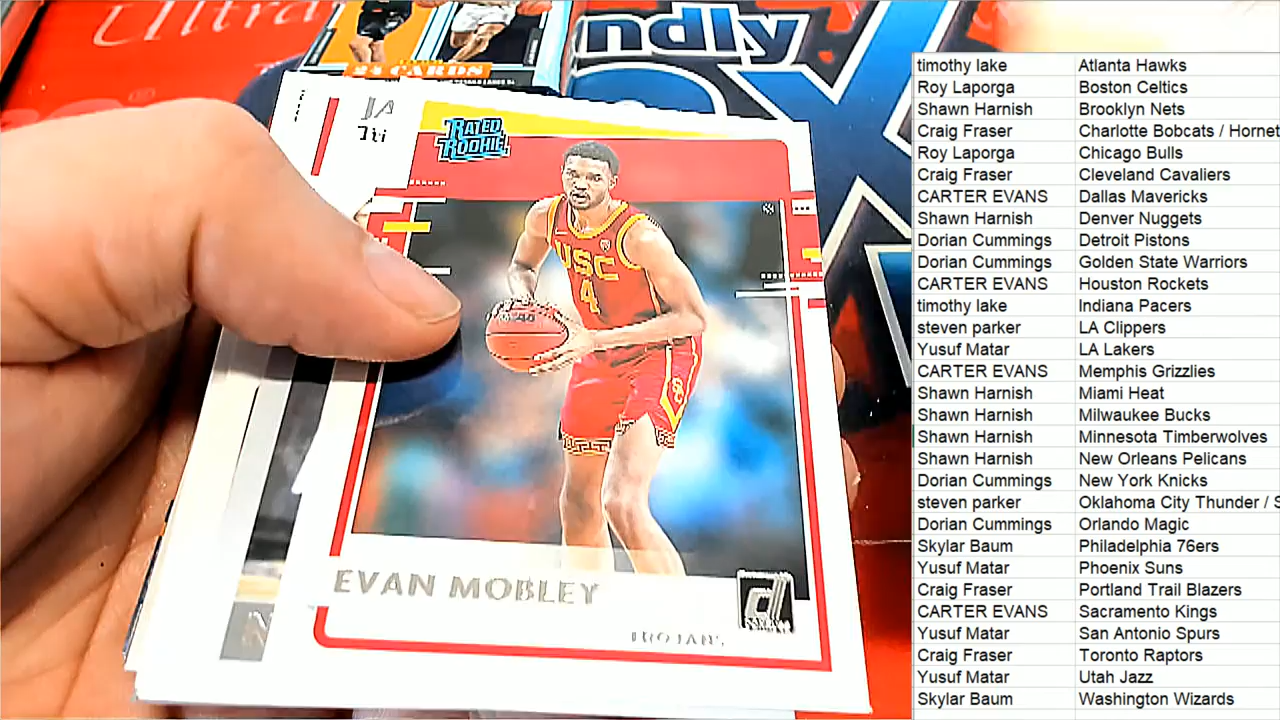 Ultra
ndly
24 CARDS
JA
RATED
ROOKIE
USC
4
SC
EVAN MOBLEY
TROJANS
d
timothy lake Atlanta Hawks
Roy Laporga Boston Celtics
Shawn Harnish Brooklyn Nets
Craig Fraser Charlotte Bobcats / Hornet
Roy Laporga Chicago Bulls
Craig Fraser Cleveland Cavaliers
CARTER EVANS Dallas Mavericks
Shawn Harnish Denver Nuggets
Dorian Cummings Detroit Pistons
Dorian Cummings Golden State Warriors
CARTER EVANS Houston Rockets
timothy lake Indiana Pacers
steven parker LA Clippers
Yusuf Matar LA Lakers
CARTER EVANS Memphis Grizzlies
Shawn Harnish Miami Heat
Shawn Harnish Milwaukee Bucks
Shawn Harnish Minnesota Timberwolves
Shawn Harnish New Orleans Pelicans
Dorian Cummings New York Knicks
steven parker Oklahoma City Thunder / S
Dorian Cummings Orlando Magic
Skylar Baum Philadelphia 76ers
Yusuf Matar Phoenix Suns
Craig Fraser Portland Trail Blazers
CARTER EVANS Sacramento Kings
Yusuf Matar San Antonio Spurs
Craig Fraser Toronto Raptors
Yusuf Matar Utah Jazz
Skylar Baum Washington Wizards